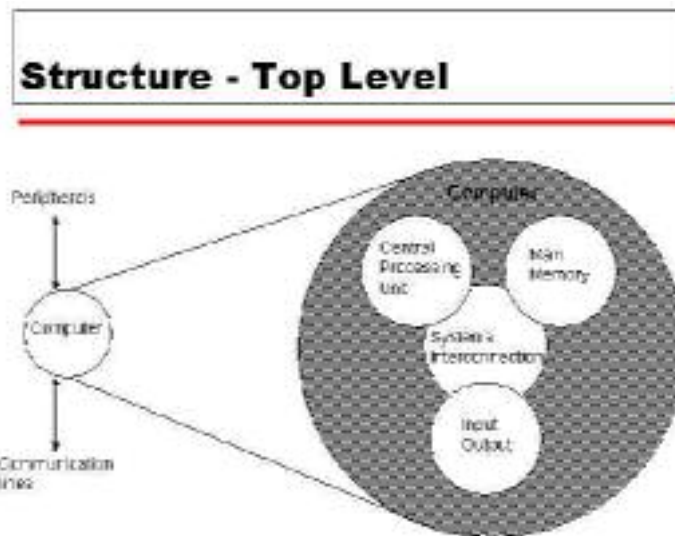 Structure - Top Level
Peripherals
Computer
Communication
lines
Computer
Central
Processing
Unit
Main
Memory
Systems
Interconnection
Input
Output